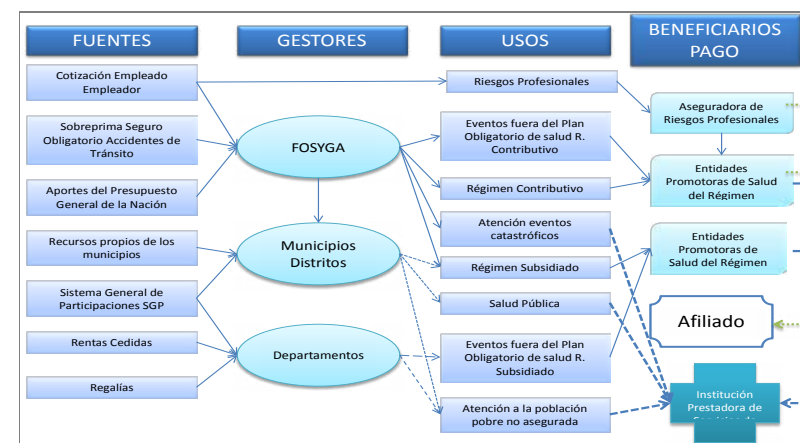 FUENTES
GESTORES
USOS
BENEFICIARIOS
PAGO
Cotización Empleado
Empleador
Sobreprima Seguro
Obligatorio Accidentes de
Tránsito
Aportes del Presupuesto
General de la Nación
Recursos propios de los
municipios
Sistema General de
Participaciones SGP
Rentas Cedidas
Regalías
FOSYGA
Municipios
Distritos
Departamentos
Riesgos Profesionales
Eventos fuera del Plan
Obligatorio de salud R.
Contributivo
Régimen Contributivo
Atención eventos
catastróficos
Régimen Subsidiado
Salud Pública
Eventos fuera del Plan
Obligatorio de salud R.
Subsidiado
Atención a la población
pobre no asegurada
Aseguradora de
Riesgos Profesionales
Entidades
Promotoras de Salud
del Régimen
Entidades
Promotoras de
Salud del Régimen
Afiliado
Institución
Prestadora de